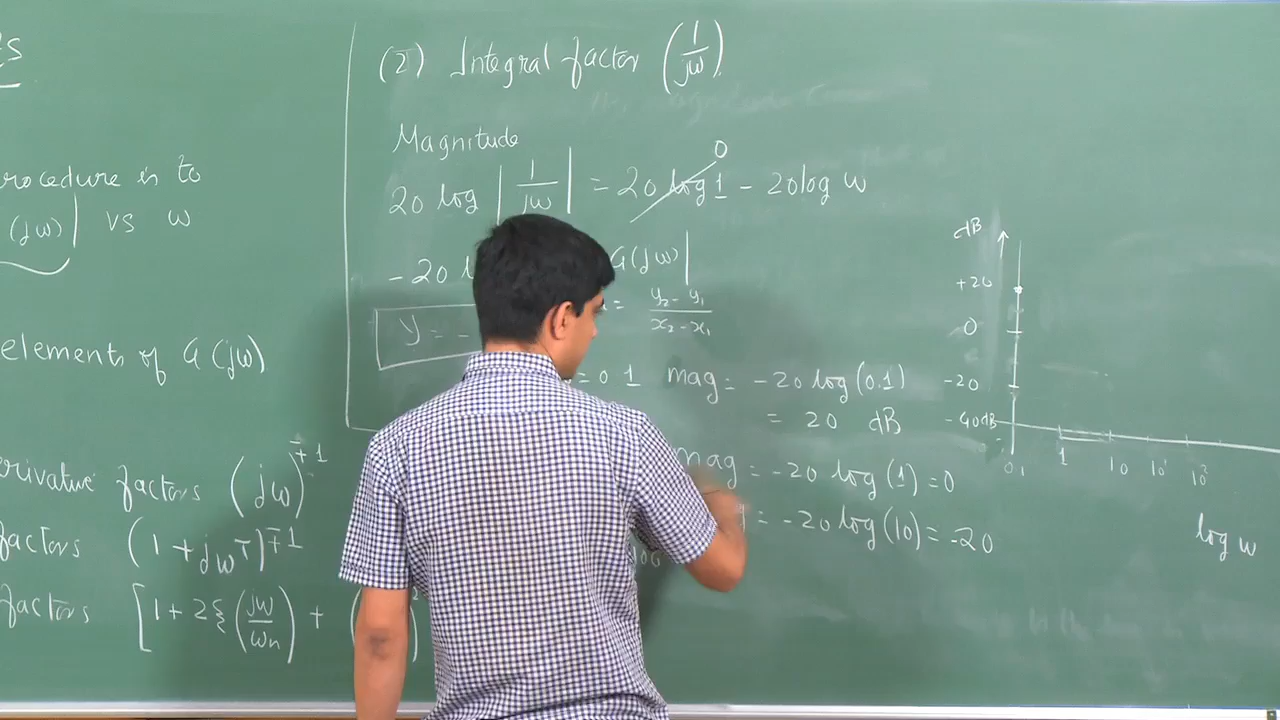 s
rocedure is to
(jω)| vs ω
elements of G(jω)
erivative factors (jω)^∓1
factors (1+jωT)^∓1
factors [1+2ξ(jω/ωn)+(
(2) Integral factor (1/jω)
Magnitude
20 log |1/jω| = 20 log 1 - 20log ω
0
-20 l G(jω)|
y = - = y₂-y₁/x₂-x₁
= 0.1 mag = -20 log(0.1)
= 20 dB
mag = -20 log(1) = 0
g = -20 log(10) = -20
100
dB
+20
0
-20
-40dB
0.1 1 10 10² 10³
log ω